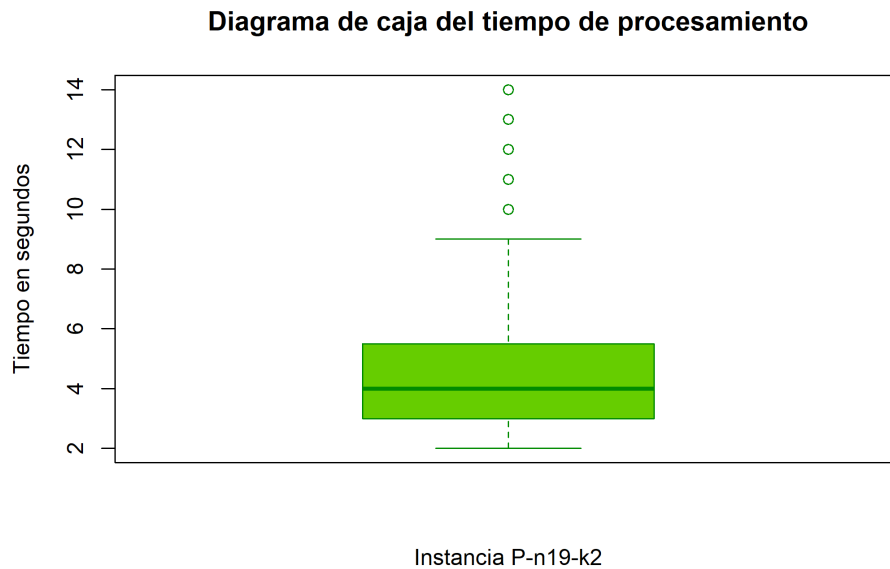 Diagrama de caja del tiempo de procesamiento
Tiempo en segundos
14
12
10
8
6
4
2
Instancia P-n19-k2